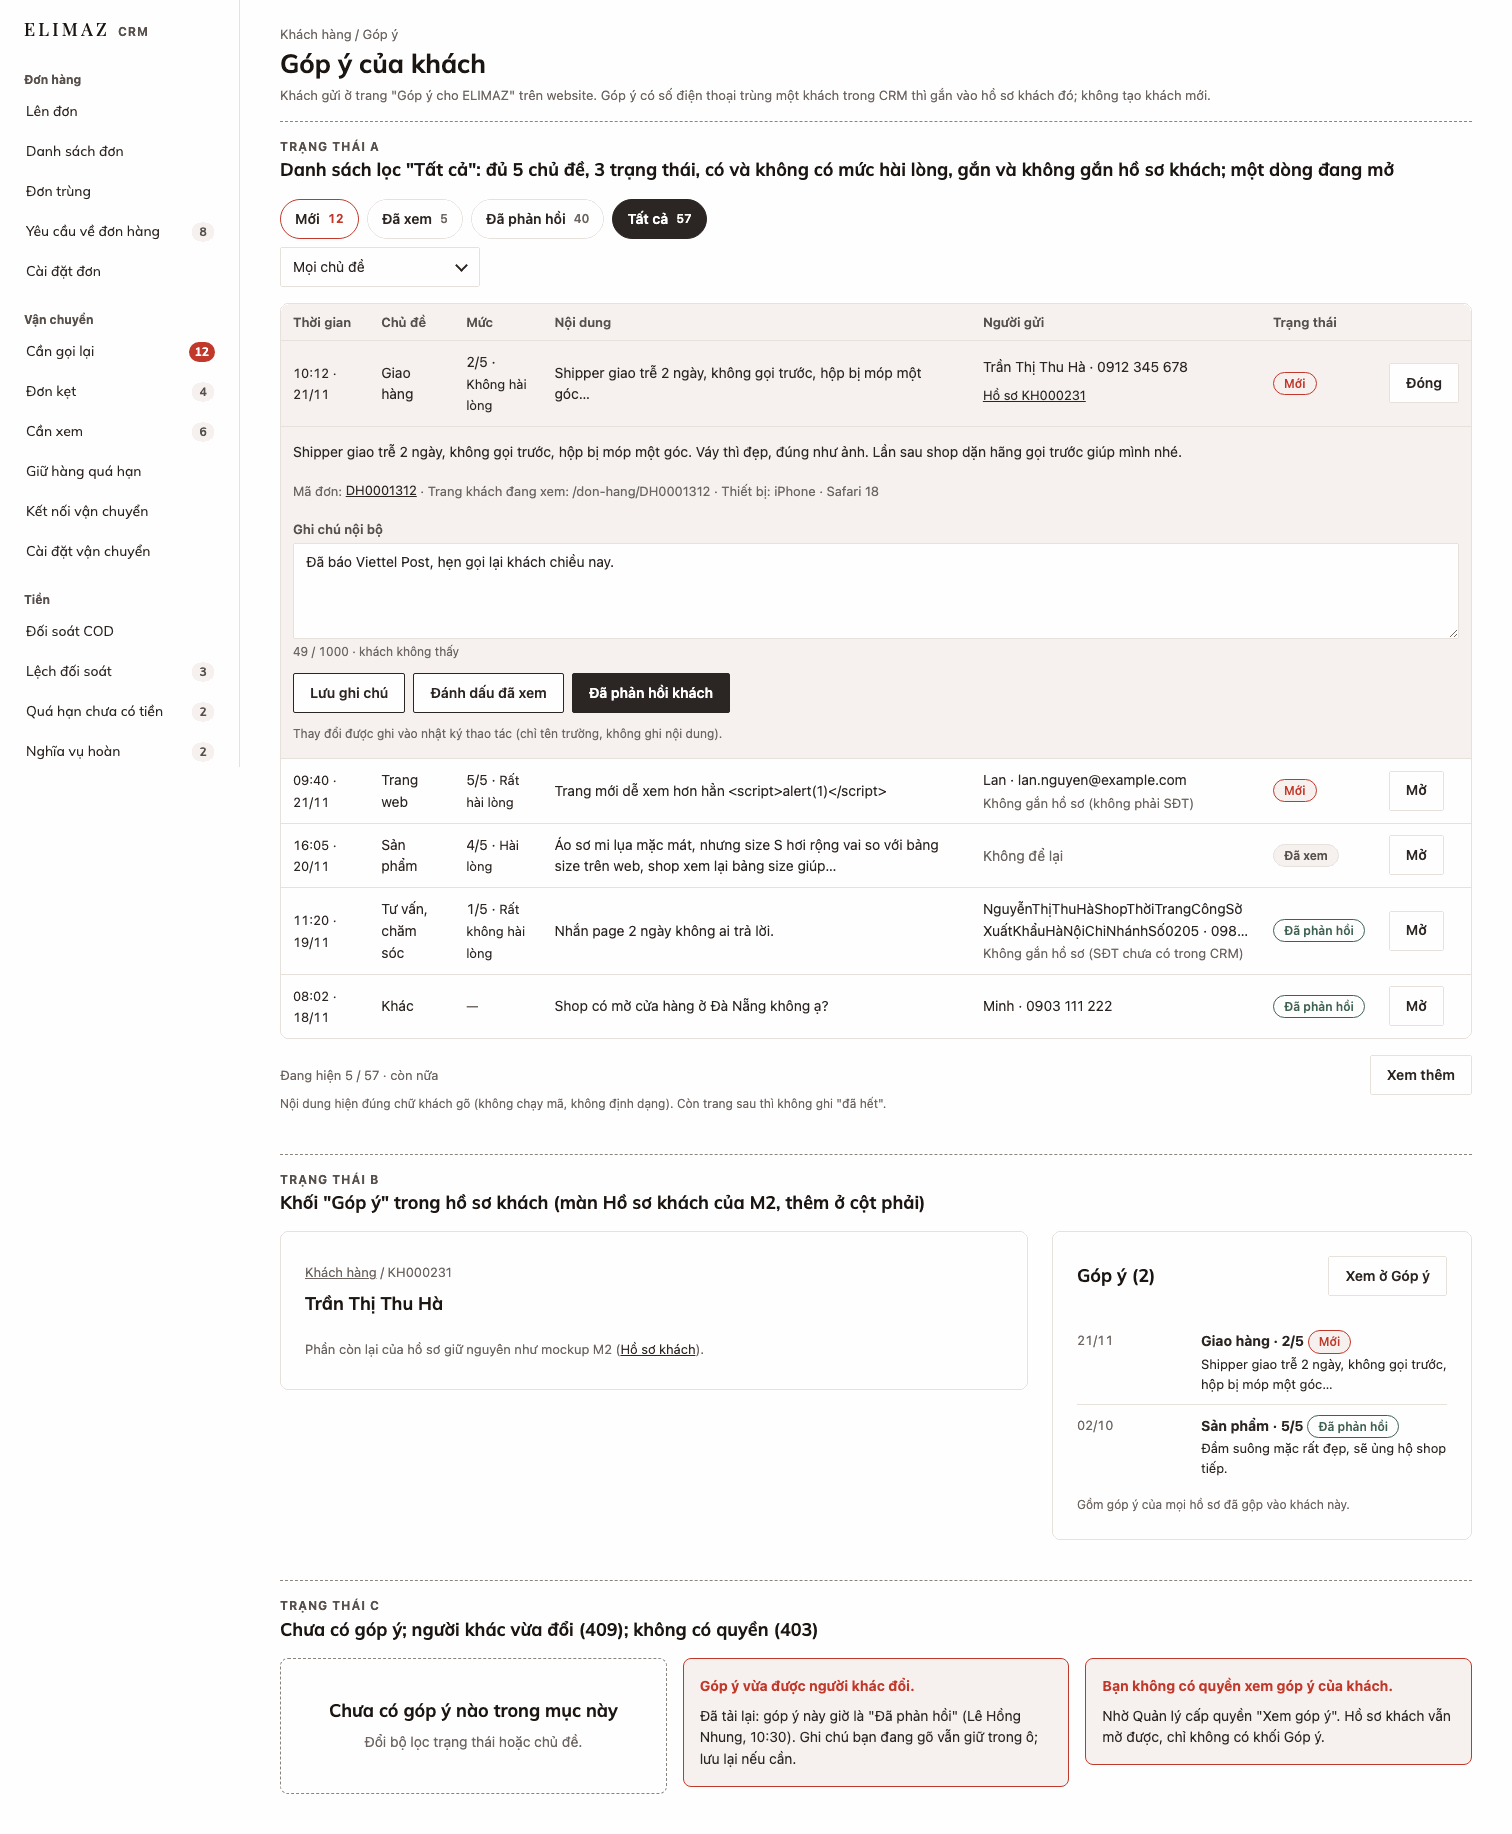 ELIMAZ CRM
Đơn hàng
Lên đơn
Danh sách đơn
Đơn trùng
Yêu cầu về đơn hàng 8
Cài đặt đơn
Vận chuyển
Cần gọi lại 12
Đơn kẹt 4
Cần xem 6
Giữ hàng quá hạn
Kết nối vận chuyển
Cài đặt vận chuyển
Tiền
Đối soát COD
Lệch đối soát 3
Quá hạn chưa có tiền 2
Nghĩa vụ hoàn 2
Khách hàng / Góp ý
Góp ý của khách
Khách gửi ở trang "Góp ý cho ELIMAZ" trên website. Góp ý có số điện thoại trùng một khách trong CRM thì gắn vào hồ sơ khách đó; không tạo khách mới.
TRẠNG THÁI A
Danh sách lọc "Tất cả": đủ 5 chủ đề, 3 trạng thái, có và không có mức hài lòng, gắn và không gắn hồ sơ khách; một dòng đang mở
Mới 12 Đã xem 5 Đã phản hồi 40 Tất cả 57
Mọi chủ đề
Thời gian Chủ đề Mức Nội dung Người gửi Trạng thái
10:12 ·
21/11
Giao
hàng
2/5 ·
Không hài
lòng
Shipper giao trễ 2 ngày, không gọi trước, hộp bị móp một
góc...
Trần Thị Thu Hà · 0912 345 678
Hồ sơ KH000231
Mới
Đóng
Shipper giao trễ 2 ngày, không gọi trước, hộp bị móp một góc. Váy thì đẹp, đúng như ảnh. Lần sau shop dặn hãng gọi trước giúp mình nhé.
Mã đơn: DH0001312 · Trang khách đang xem: /don-hang/DH0001312 · Thiết bị: iPhone · Safari 18
Ghi chú nội bộ
Đã báo Viettel Post, hẹn gọi lại khách chiều nay.
49 / 1000 · khách không thấy
Lưu ghi chú Đánh dấu đã xem Đã phản hồi khách
Thay đổi được ghi vào nhật ký thao tác (chỉ tên trường, không ghi nội dung).
09:40 ·
21/11
Trang
web
5/5 · Rất
hài lòng
Trang mới dễ xem hơn hẳn <script>alert(1)</script>
Lan · lan.nguyen@example.com
Không gắn hồ sơ (không phải SĐT)
Mới
Mở
16:05 ·
20/11
Sản
phẩm
4/5 · Hài
lòng
Áo sơ mi lụa mặc mát, nhưng size S hơi rộng vai so với bảng
size trên web, shop xem lại bảng size giúp...
Không để lại
Đã xem
Mở
11:20 ·
19/11
Tư vấn,
chăm
sóc
1/5 · Rất
không hài
lòng
Nhắn page 2 ngày không ai trả lời.
NguyễnThịThuHàShopThờiTrangCôngSở
XuấtKhẩuHàNộiChiNhánhSố0205 · 098...
Không gắn hồ sơ (SĐT chưa có trong CRM)
Đã phản hồi
Mở
08:02 ·
18/11
Khác
—
Shop có mở cửa hàng ở Đà Nẵng không ạ?
Minh · 0903 111 222
Đã phản hồi
Mở
Đang hiện 5 / 57 · còn nữa
Xem thêm
Nội dung hiện đúng chữ khách gõ (không chạy mã, không định dạng). Còn trang sau thì không ghi "đã hết".
TRẠNG THÁI B
Khối "Góp ý" trong hồ sơ khách (màn Hồ sơ khách của M2, thêm ở cột phải)
Khách hàng / KH000231
Trần Thị Thu Hà
Phần còn lại của hồ sơ giữ nguyên như mockup M2 (Hồ sơ khách).
Góp ý (2)
Xem ở Góp ý
21/11
Giao hàng · 2/5 Mới
Shipper giao trễ 2 ngày, không gọi trước,
hộp bị móp một góc...
02/10
Sản phẩm · 5/5 Đã phản hồi
Đầm suông mặc rất đẹp, sẽ ủng hộ shop
tiếp.
Gồm góp ý của mọi hồ sơ đã gộp vào khách này.
TRẠNG THÁI C
Chưa có góp ý; người khác vừa đổi (409); không có quyền (403)
Chưa có góp ý nào trong mục này
Đổi bộ lọc trạng thái hoặc chủ đề.
Góp ý vừa được người khác đổi.
Đã tải lại: góp ý này giờ là "Đã phản hồi" (Lê Hồng
Nhung, 10:30). Ghi chú bạn đang gõ vẫn giữ trong ô;
lưu lại nếu cần.
Bạn không có quyền xem góp ý của khách.
Nhờ Quản lý cấp quyền "Xem góp ý". Hồ sơ khách vẫn
mở được, chỉ không có khối Góp ý.